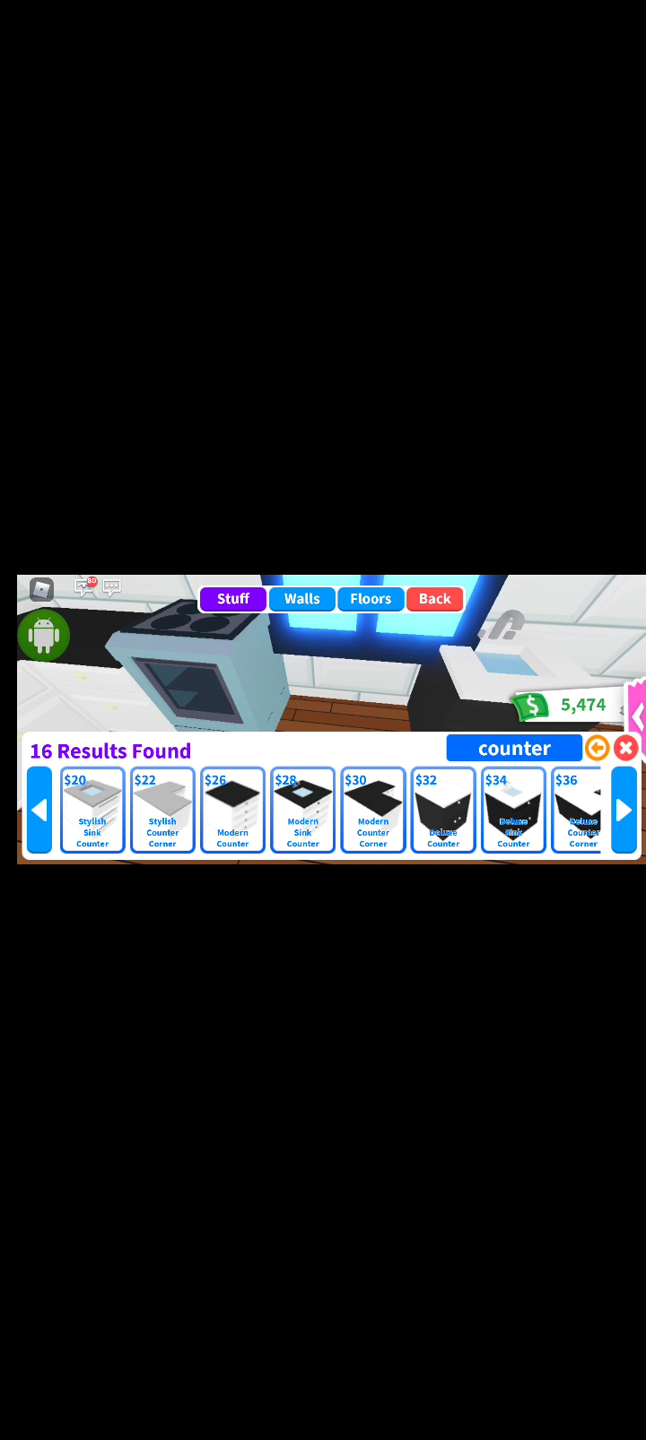 80
Stuff
Walls
Floors
Back
$
5,474
16 Results Found
counter
$20
Stylish
Sink
Counter
$22
Stylish
Counter
Corner
$26
Modern
Counter
$28
Modern
Sink
Counter
$30
Modern
Counter
Corner
$32
Deluxe
Counter
$34
Deluxe
Sink
Counter
$36
Deluxe
Counter
Corner